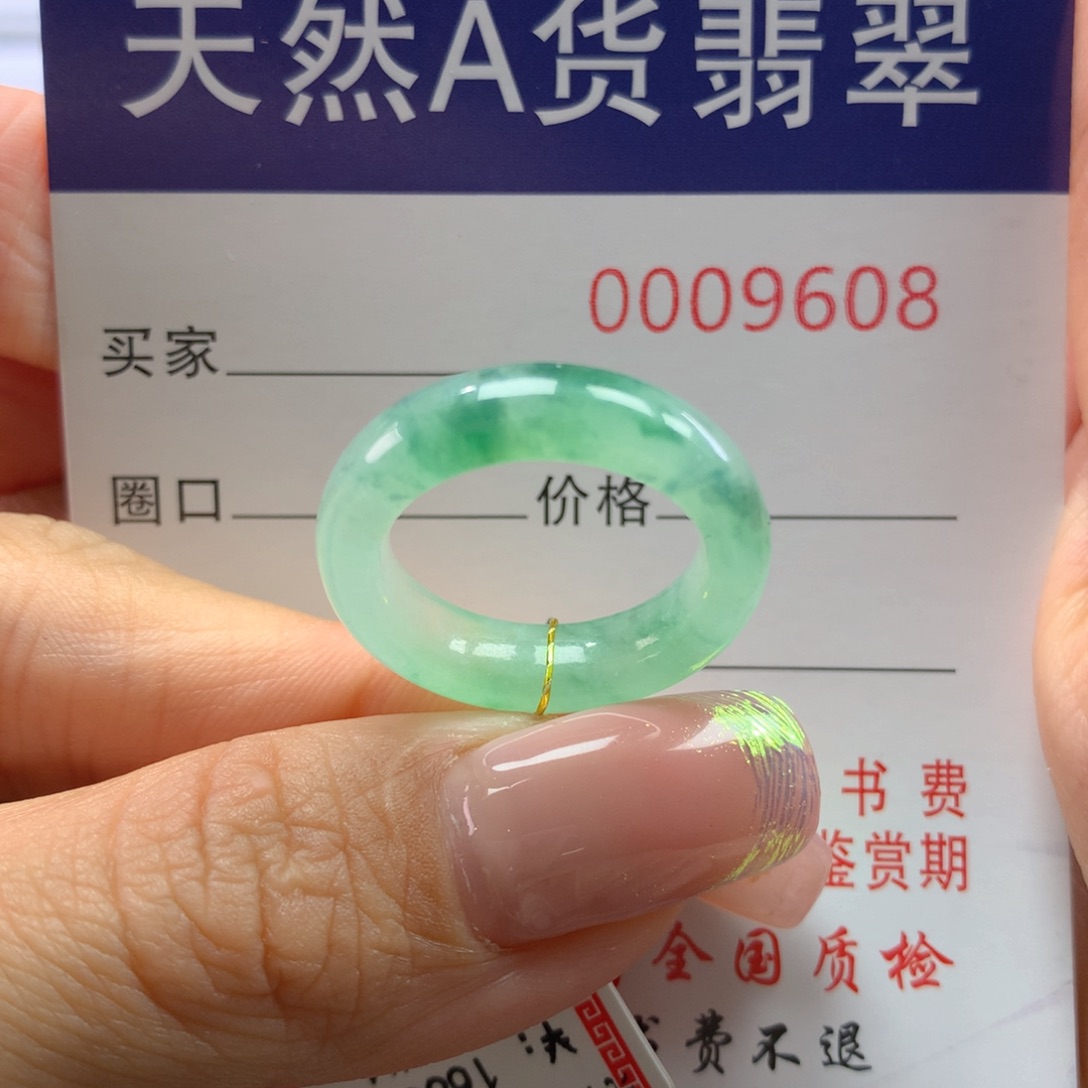 天然A货翡翠
0009608
买家
圈口 价格
书费
鉴赏期
全国质检
费不退